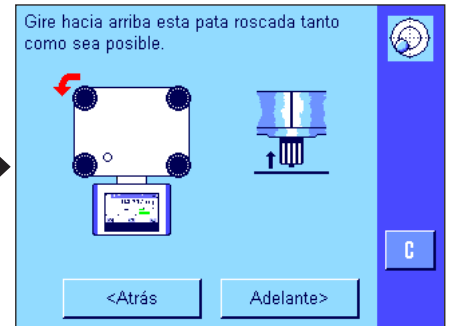 Gire hacia arriba esta pata roscada tanto
como sea posible.
C
<Atrás
Adelante>